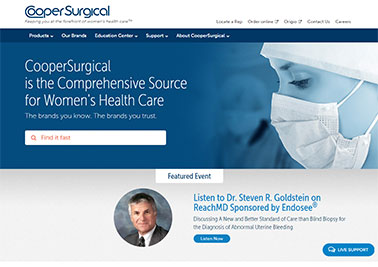 CooperSurgical
Keeping you at the forefront of women's health care™
Locate a Rep Order online Origio Contact Us Careers
Products Our Brands Education Center Support About CooperSurgical
CooperSurgical
is the Comprehensive Source
for Women's Health Care
The brands you know. The brands you trust.
Find it fast
Featured Event
Listen to Dr. Steven R. Goldstein on
ReachMD Sponsored by Endosee®
Discussing A New and Better Standard of Care than Blind Biopsy for
the Diagnosis of Abnormal Uterine Bleeding
Listen Now
LIVE SUPPORT